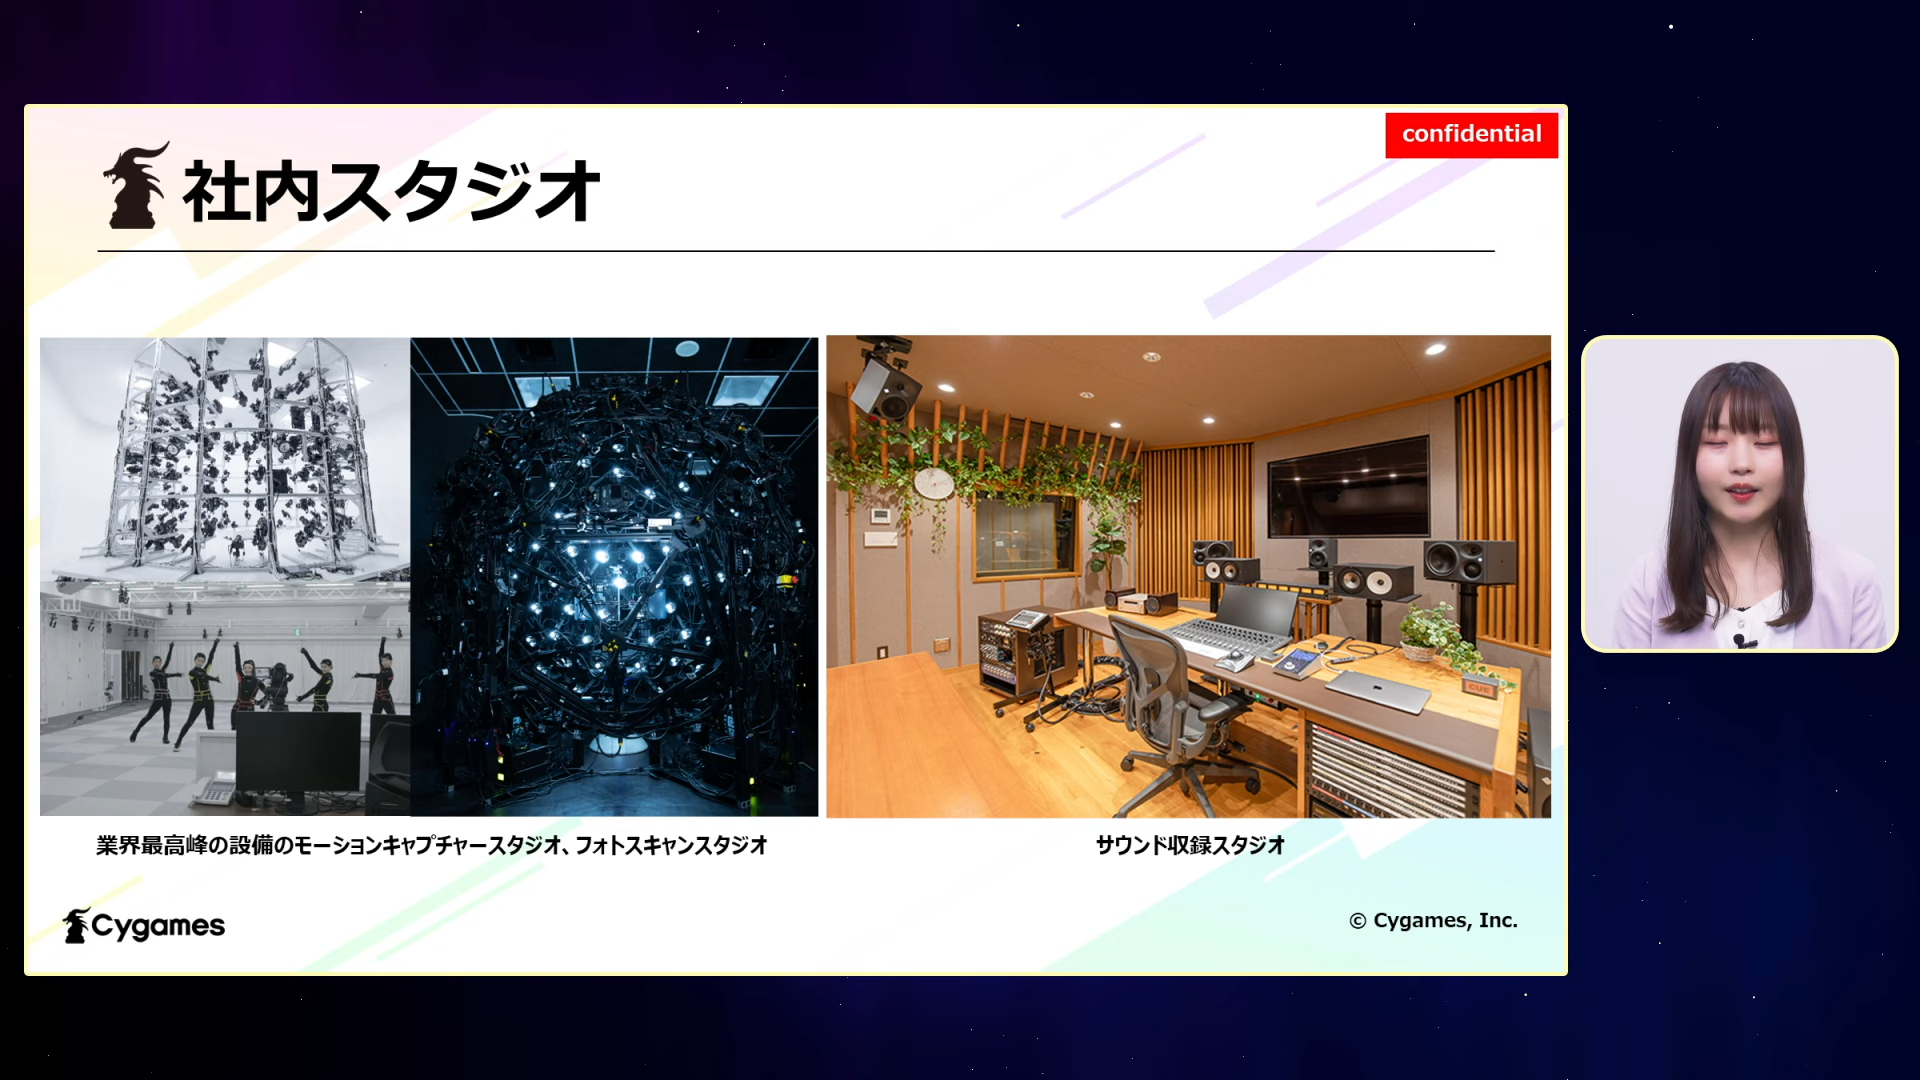 confidential
社内スタジオ
CUE
業界最高峰の設備のモーションキャプチャースタジオ、フォトスキャンスタジオ
サウンド収録スタジオ
Cygames
© Cygames, Inc.